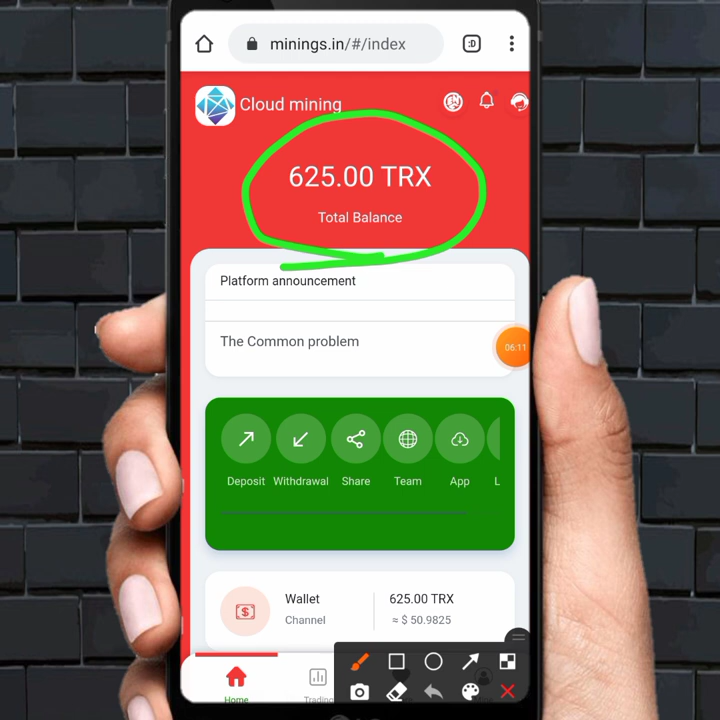 minings.in/#/index
:D
Cloud mining
EN
625.00 TRX
Total Balance
Platform announcement
The Common problem
06:11
Deposit Withdrawal Share Team App L
Wallet 625.00 TRX
Channel ≈ $ 50.9825
Home Trading